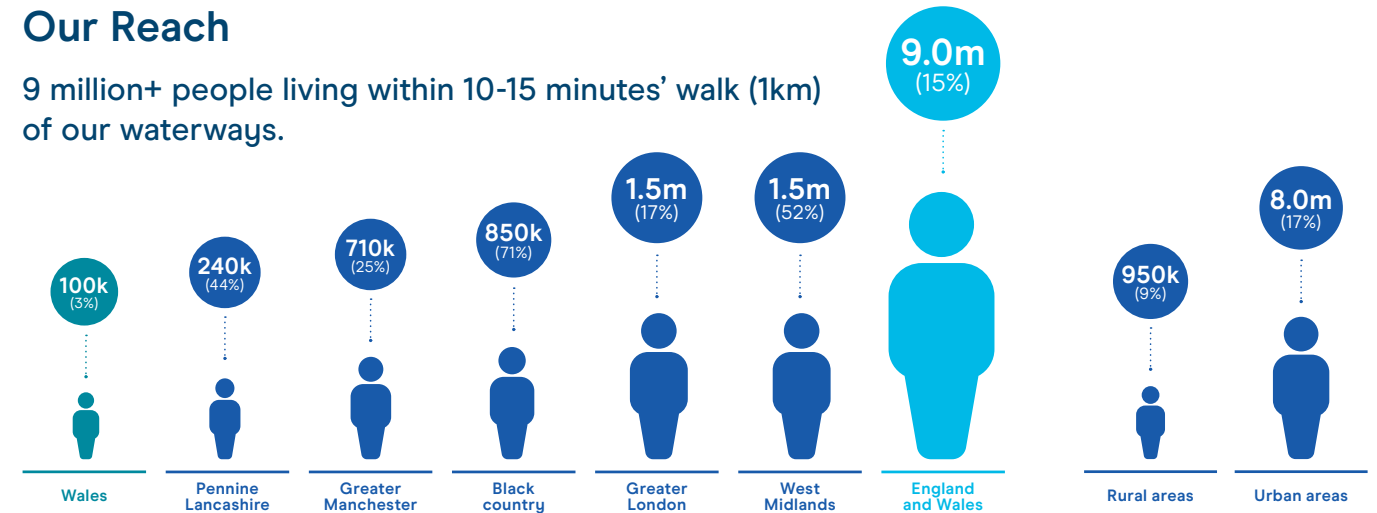 Our Reach
9 million+ people living within 10-15 minutes’ walk (1km)
of our waterways.
100k
(3%)
Wales
240k
(44%)
Pennine
Lancashire
710k
(25%)
Greater
Manchester
850k
(71%)
Black
country
1.5m
(17%)
Greater
London
1.5m
(52%)
West
Midlands
9.0m
(15%)
England
and Wales
950k
(9%)
Rural areas
8.0m
(17%)
Urban areas